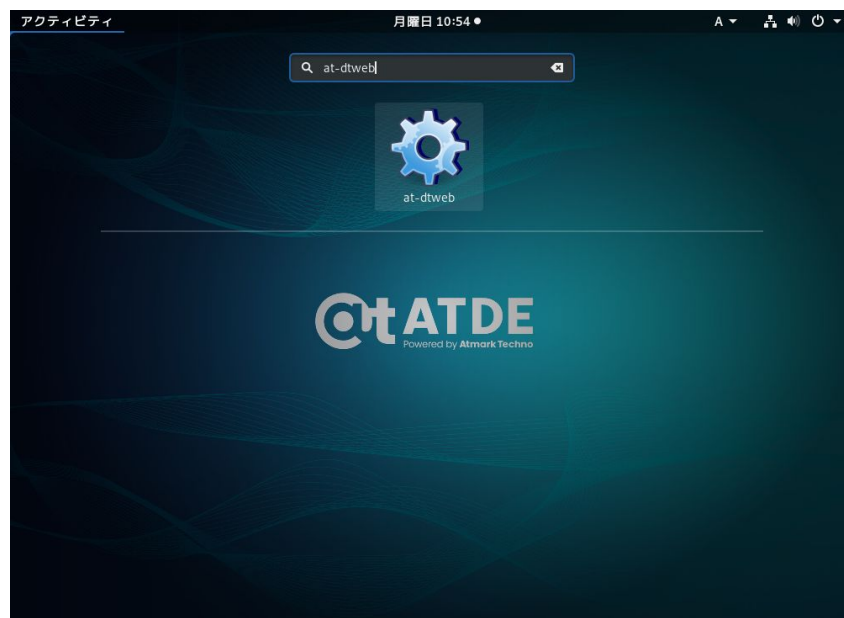 アクティビティ
月曜日 10:54
A
at-dtweb
at-dtweb
at ATDE
Powered by Atmark Techno